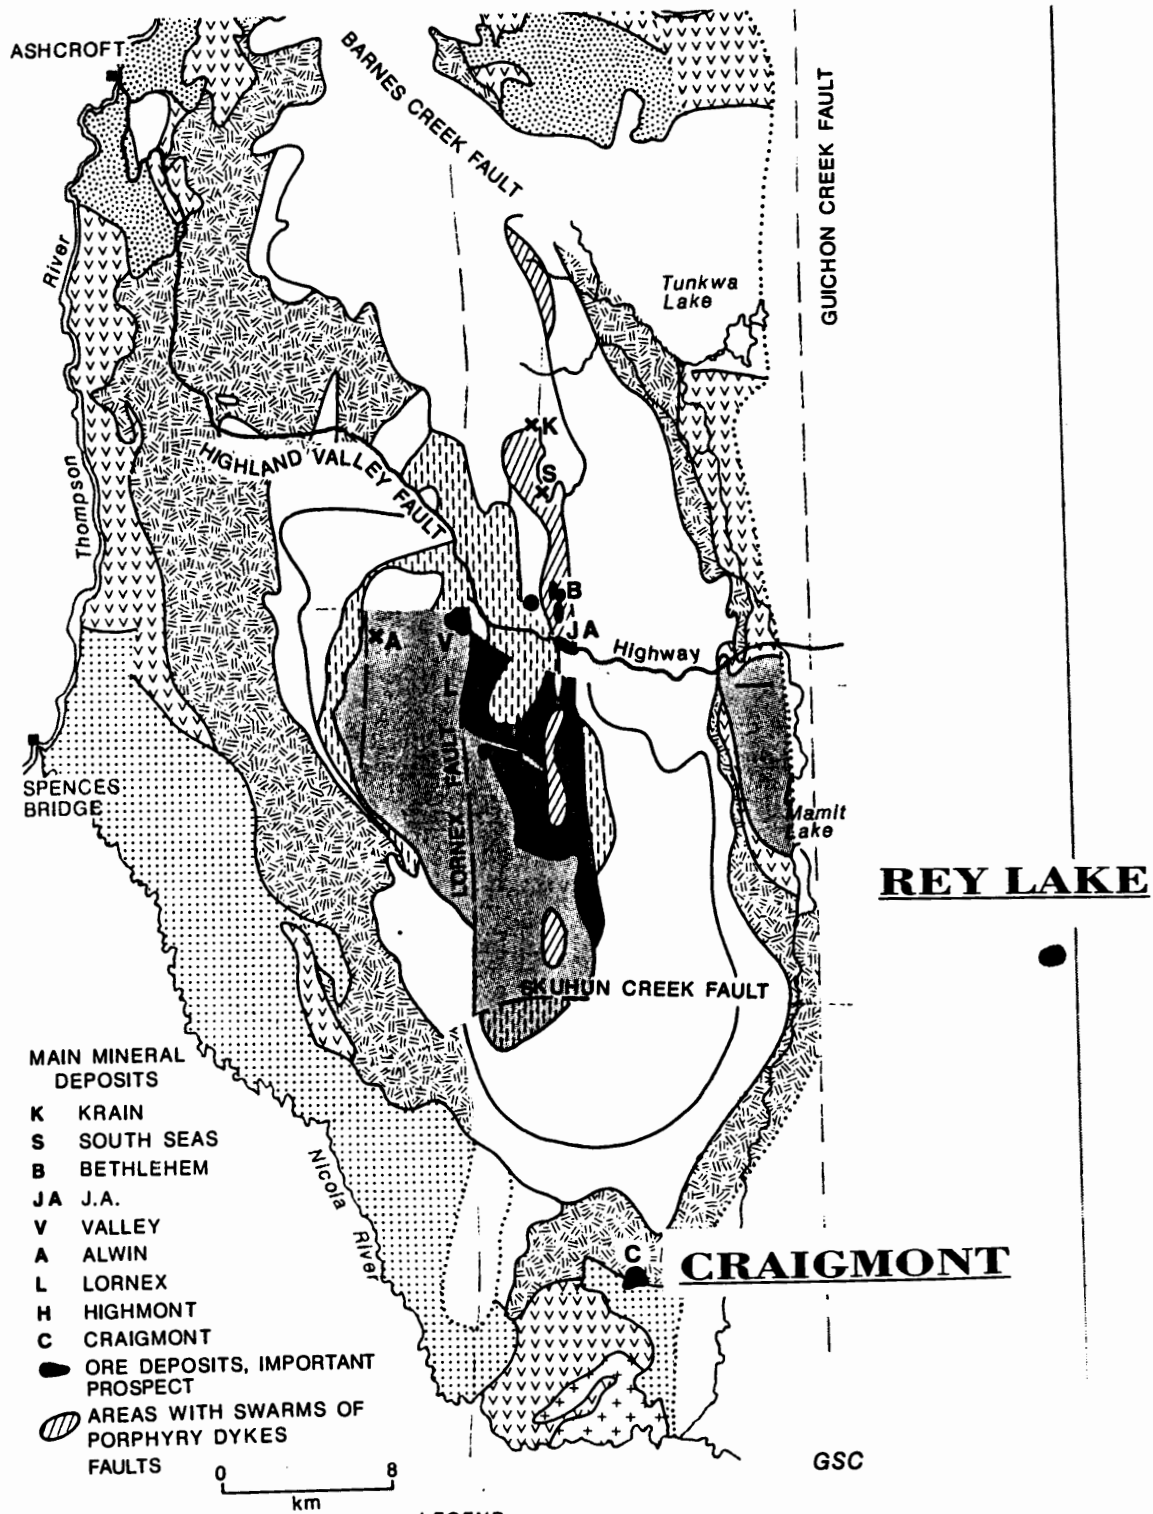 ASHCROFT
BARNES CREEK FAULT
GUICHON CREEK FAULT
River
Tunkwa
Lake
K
HIGHLAND VALLEY FAULT
S
Thompson
B
JA
A
V
Highway
L
LORNEX FAULT
SPENCES
BRIDGE
Mamit
Lake
REY LAKE
SKUHUN CREEK FAULT
MAIN MINERAL
DEPOSITS
K KRAIN
S SOUTH SEAS
B BETHLEHEM
JA J.A.
V VALLEY
A ALWIN
L LORNEX
H HIGHMONT
C CRAIGMONT
ORE DEPOSITS, IMPORTANT
PROSPECT
AREAS WITH SWARMS OF
PORPHYRY DYKES
FAULTS
0 8
km
Nicola
River
C
CRAIGMONT
GSC